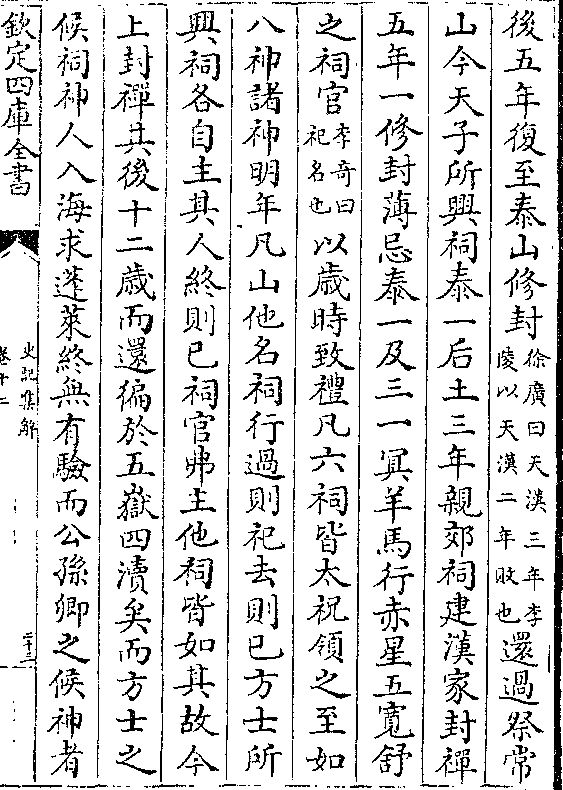 後五年復至泰山修封徐廣曰天漢三年李陵以天漢二年敗也還過祭常
山今天子所興祠泰一后土三年親郊祠建漢家封禪
五年一修封薄忌泰一及三一冥羊馬行赤星五寛舒
之祠官李奇曰祀名也以歳時致禮凡六祠皆太祝領之至如
八神諸神明年凡山他名祠行過則祀去則已方士所
興祠各自主其人終則已祠官弗主他祠皆如其故今
上封禪其後十二歳而還徧於五嶽四瀆矣而方士之
候祠神人入海求蓬萊終無有驗而公孫卿之候神者
欽定四庫全書
史記集解
卷十二
二十三